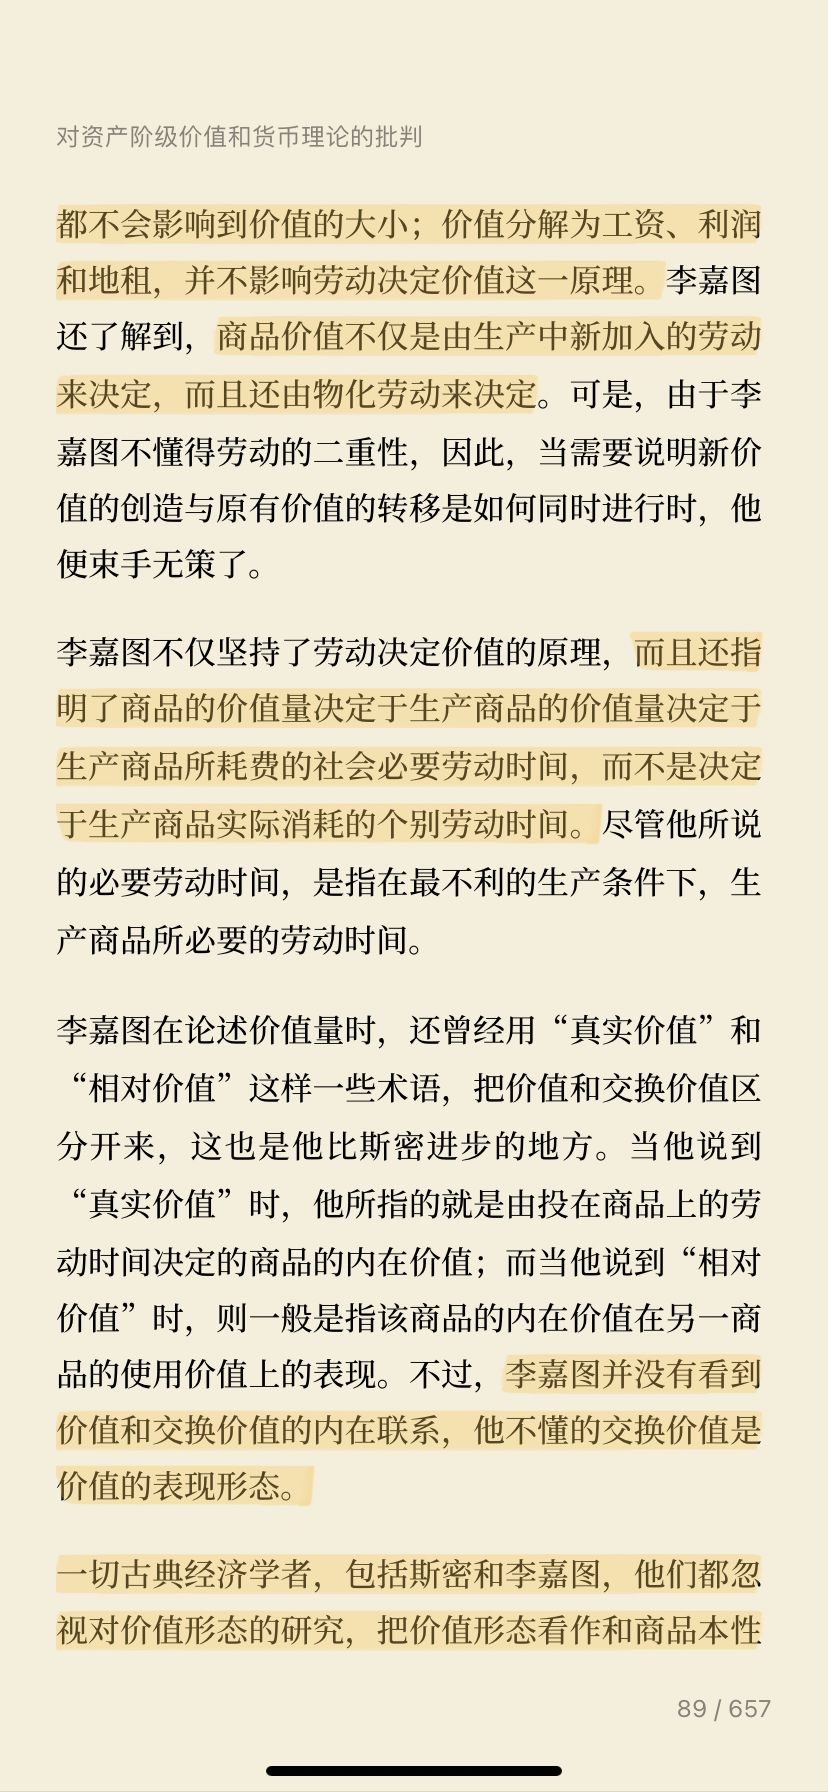 对资产阶级价值和货币理论的批判
都不会影响到价值的大小；价值分解为工资、利润
和地租，并不影响劳动决定价值这一原理。李嘉图
还了解到，商品价值不仅是由生产中新加入的劳动
来决定，而且还由物化劳动来决定。可是，由于李
嘉图不懂得劳动的二重性，因此，当需要说明新价
值的创造与原有价值的转移是如何同时进行时，他
便束手无策了。
李嘉图不仅坚持了劳动决定价值的原理，而且还指
明了商品的价值量决定于生产商品的价值量决定于
生产商品所耗费的社会必要劳动时间，而不是决定
于生产商品实际消耗的个别劳动时间。尽管他所说
的必要劳动时间，是指在最不利的生产条件下，生
产商品所必要的劳动时间。
李嘉图在论述价值量时，还曾经用“真实价值”和
“相对价值”这样一些术语，把价值和交换价值区
分开来，这也是他比斯密进步的地方。当他说到
“真实价值”时，他所指的就是由投在商品上的劳
动时间决定的商品的内在价值；而当他说到“相对
价值”时，则一般是指该商品的内在价值在另一商
品的使用价值上的表现。不过，李嘉图并没有看到
价值和交换价值的内在联系，他不懂的交换价值是
价值的表现形态。
一切古典经济学者，包括斯密和李嘉图，他们都忽
视对价值形态的研究，把价值形态看作和商品本性
89 / 657